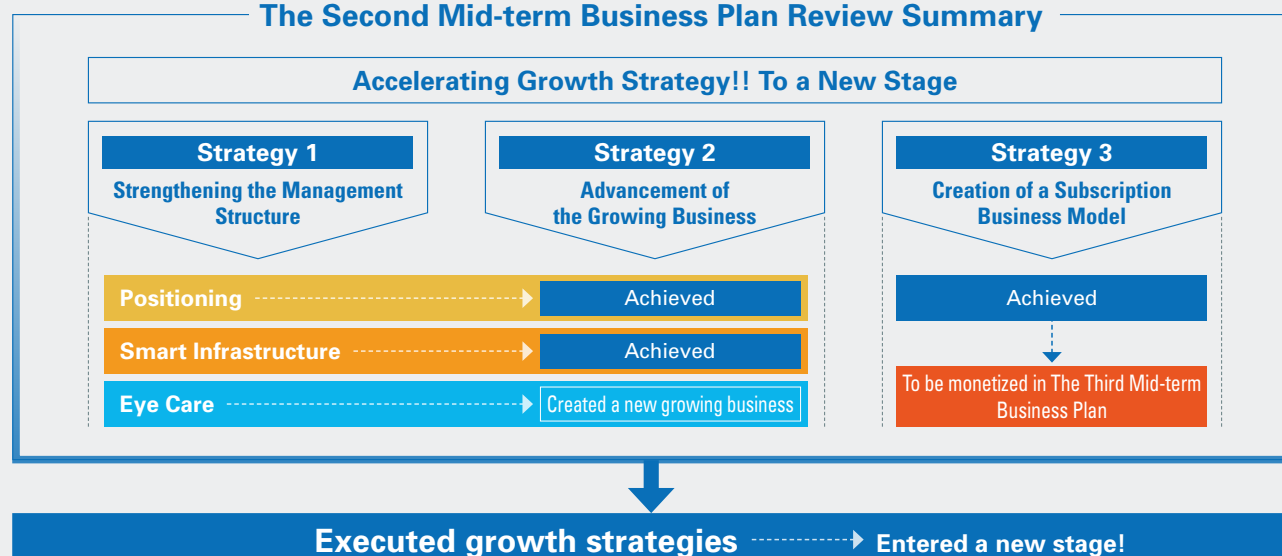 The Second Mid-term Business Plan Review Summary
Accelerating Growth Strategy!! To a New Stage
Strategy 1
Strengthening the Management
Structure
Strategy 2
Advancement of
the Growing Business
Strategy 3
Creation of a Subscription
Business Model
Positioning
Achieved
Smart Infrastructure
Achieved
Eye Care
Created a new growing business
Achieved
To be monetized in The Third Mid-term
Business Plan
Executed growth strategies
Entered a new stage!